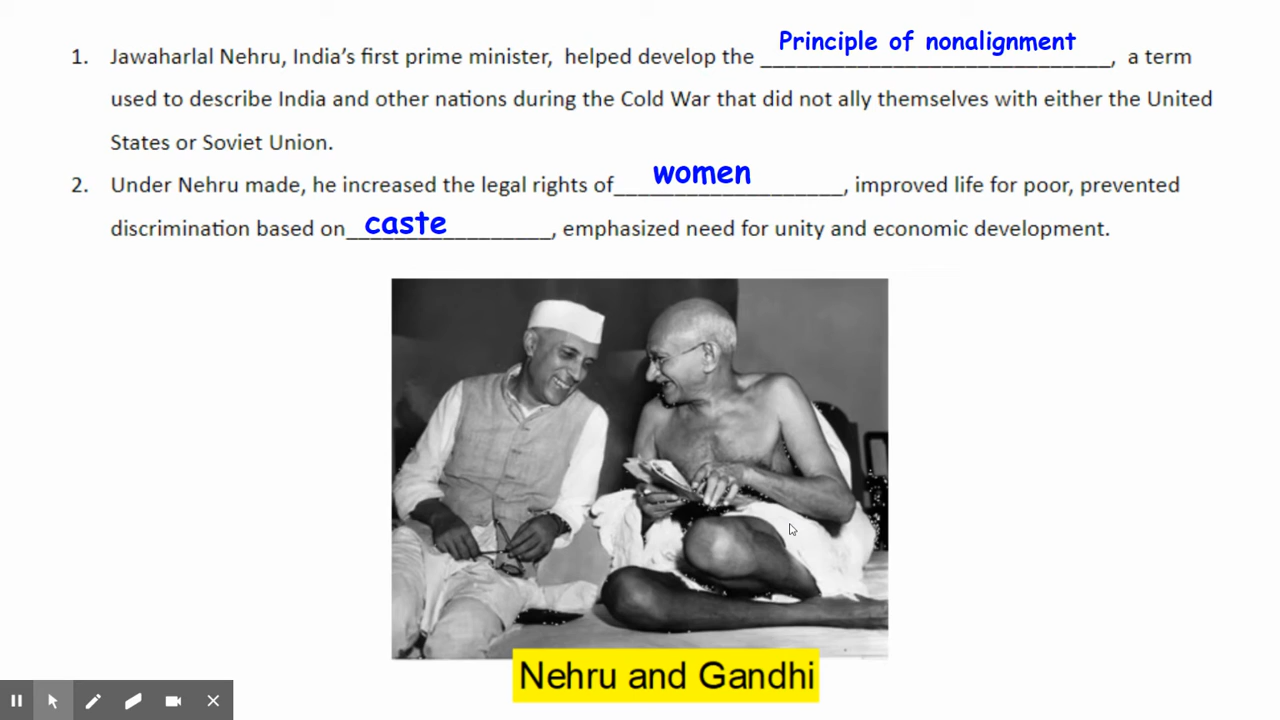 1. Jawaharlal Nehru, India's first prime minister, helped develop the Principle of nonalignment, a term
used to describe India and other nations during the Cold War that did not ally themselves with either the United
States or Soviet Union.
2. Under Nehru made, he increased the legal rights of women, improved life for poor, prevented
discrimination based on caste, emphasized need for unity and economic development.
Nehru and Gandhi